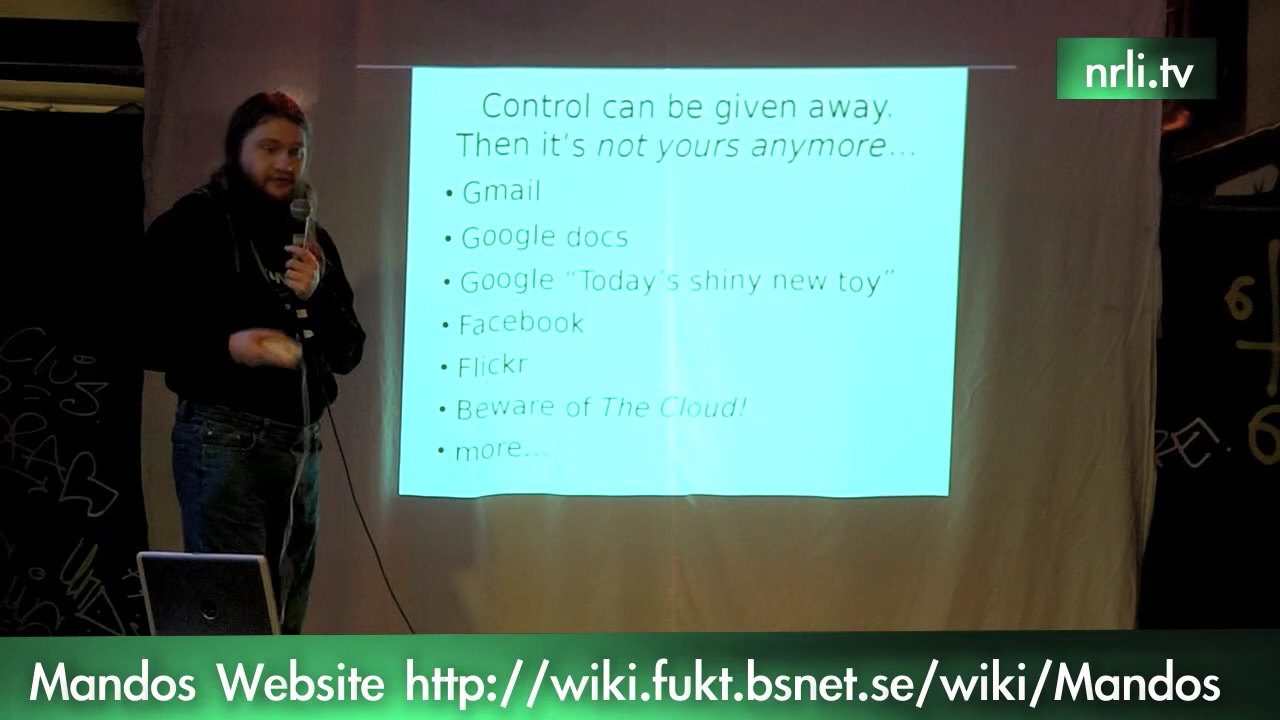 nrli.tv
Control can be given away.
Then it's not yours anymore...
• Gmail
• Google docs
• Google “Today's shiny new toy”
• Facebook
• Flickr
• Beware of The Cloud!
• more...
Mandos Website http://wiki.fukt.bsnet.se/wiki/Mandos